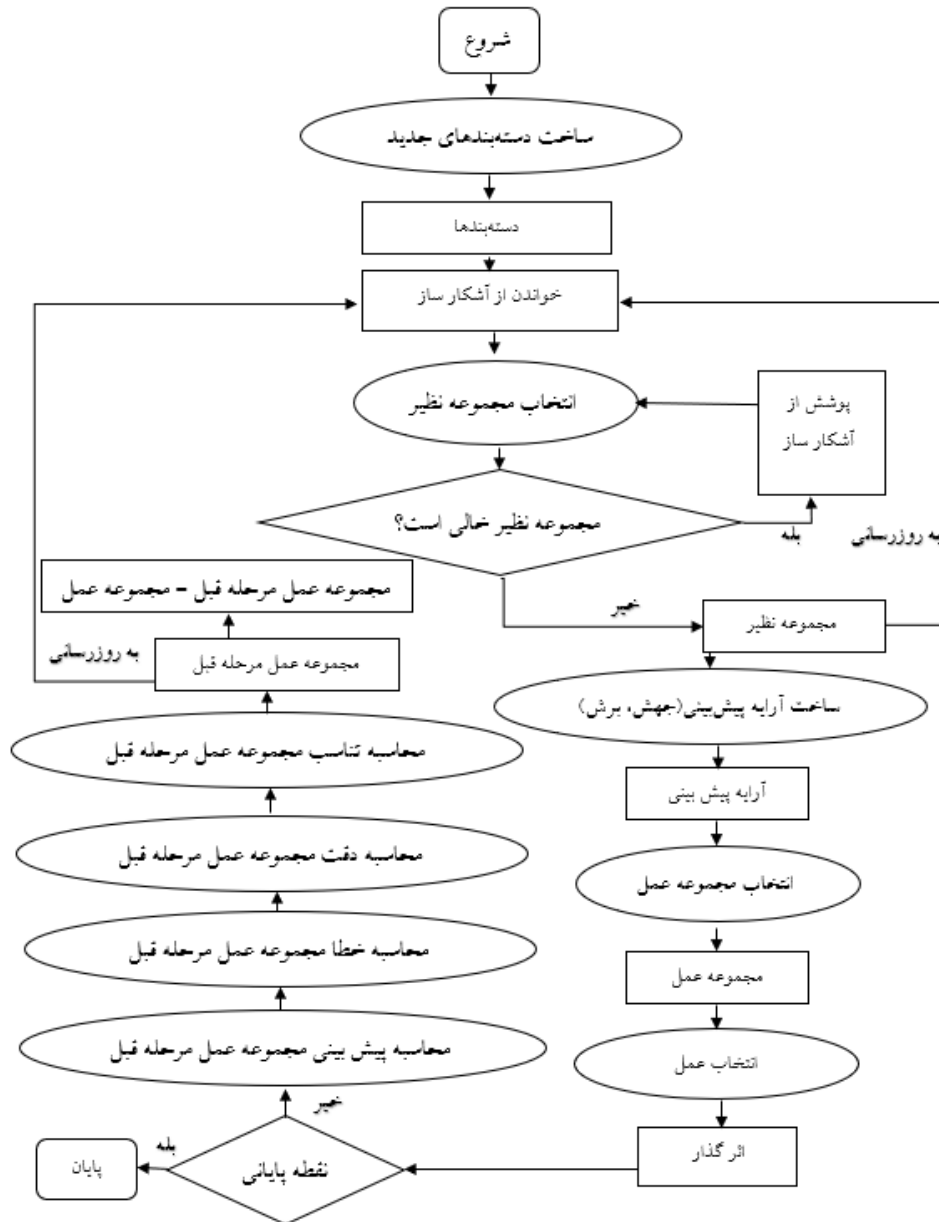 شروع
ساخت دسته‌بندهای جدید
دسته‌بندها
خواندن از آشکار ساز
انتخاب مجموعه نظیر
پوشش از
آشکار ساز
مجموعه نظیر خالی است؟
بله
به روزرسانی
خیر
مجموعه نظیر
مجموعه عمل مرحله قبل – مجموعه عمل
به روزرسانی
مجموعه عمل مرحله قبل
ساخت آرایه پیش‌بینی(جهش، برش)
محاسبه تناسب مجموعه عمل مرحله قبل
آرایه پیش بینی
محاسبه دقت مجموعه عمل مرحله قبل
انتخاب مجموعه عمل
محاسبه خطا مجموعه عمل مرحله قبل
مجموعه عمل
محاسبه پیش بینی مجموعه عمل مرحله قبل
انتخاب عمل
خیر
اثر گذار
نقطه پایانی
بله
پایان